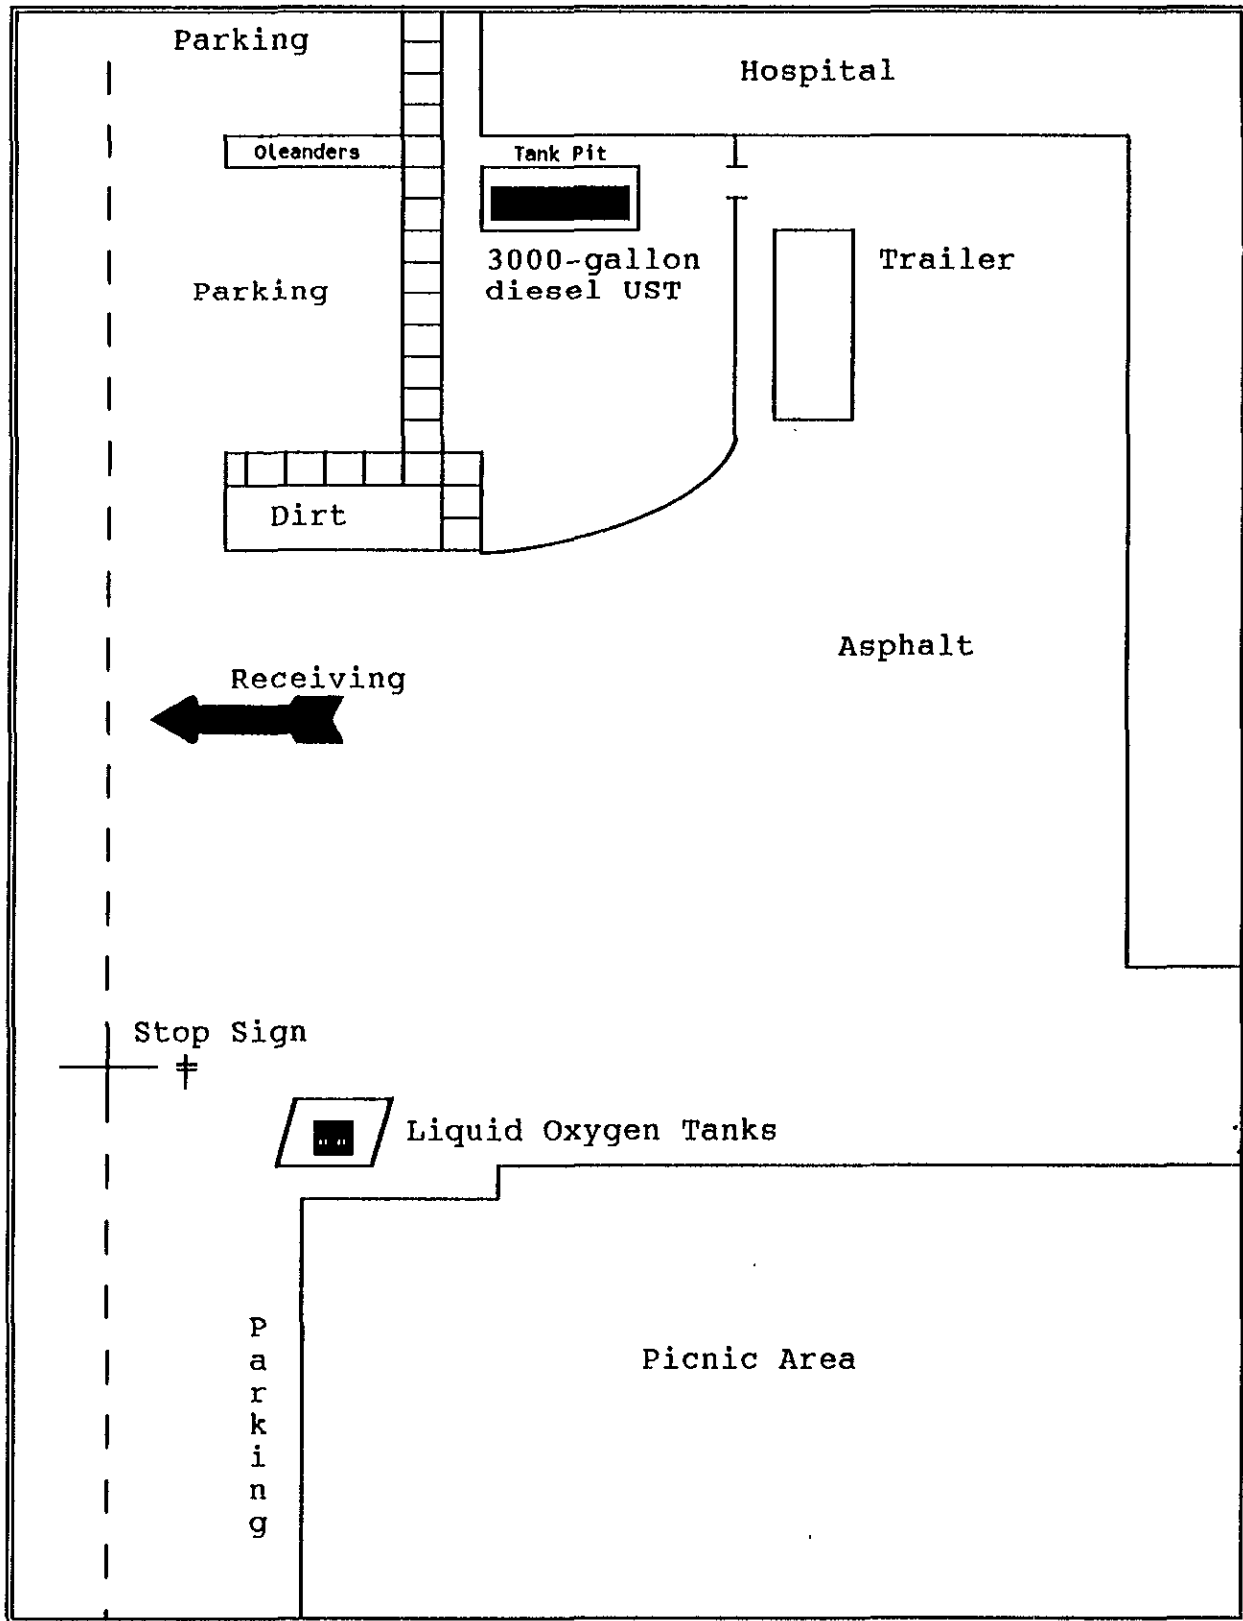 Parking
Hospital
Oleanders
Tank Pit
3000-gallon
diesel UST
Trailer
Parking
Dirt
Asphalt
Receiving
Stop Sign
Liquid Oxygen Tanks
Parking
Picnic Area